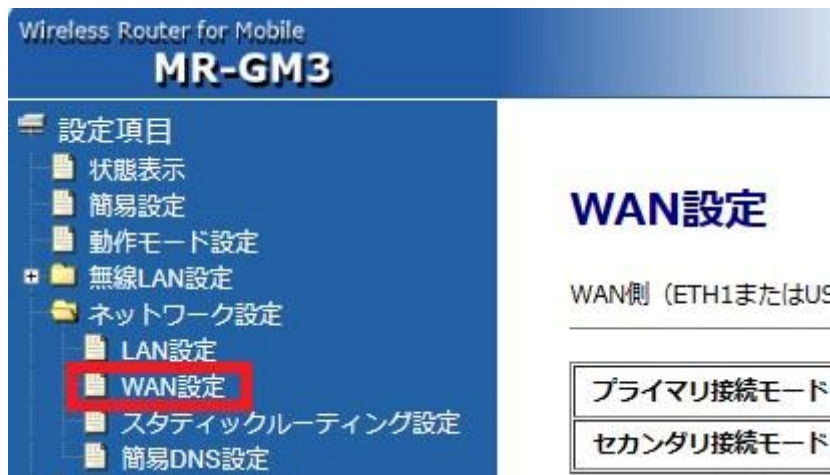 Wireless Router for Mobile
MR-GM3
設定項目
状態表示
簡易設定
動作モード設定
無線LAN設定
ネットワーク設定
LAN設定
WAN設定
スタティックルーティング設定
簡易DNS設定
WAN設定
WAN側（ETH1またはUS
プライマリ接続モード
セカンダリ接続モード